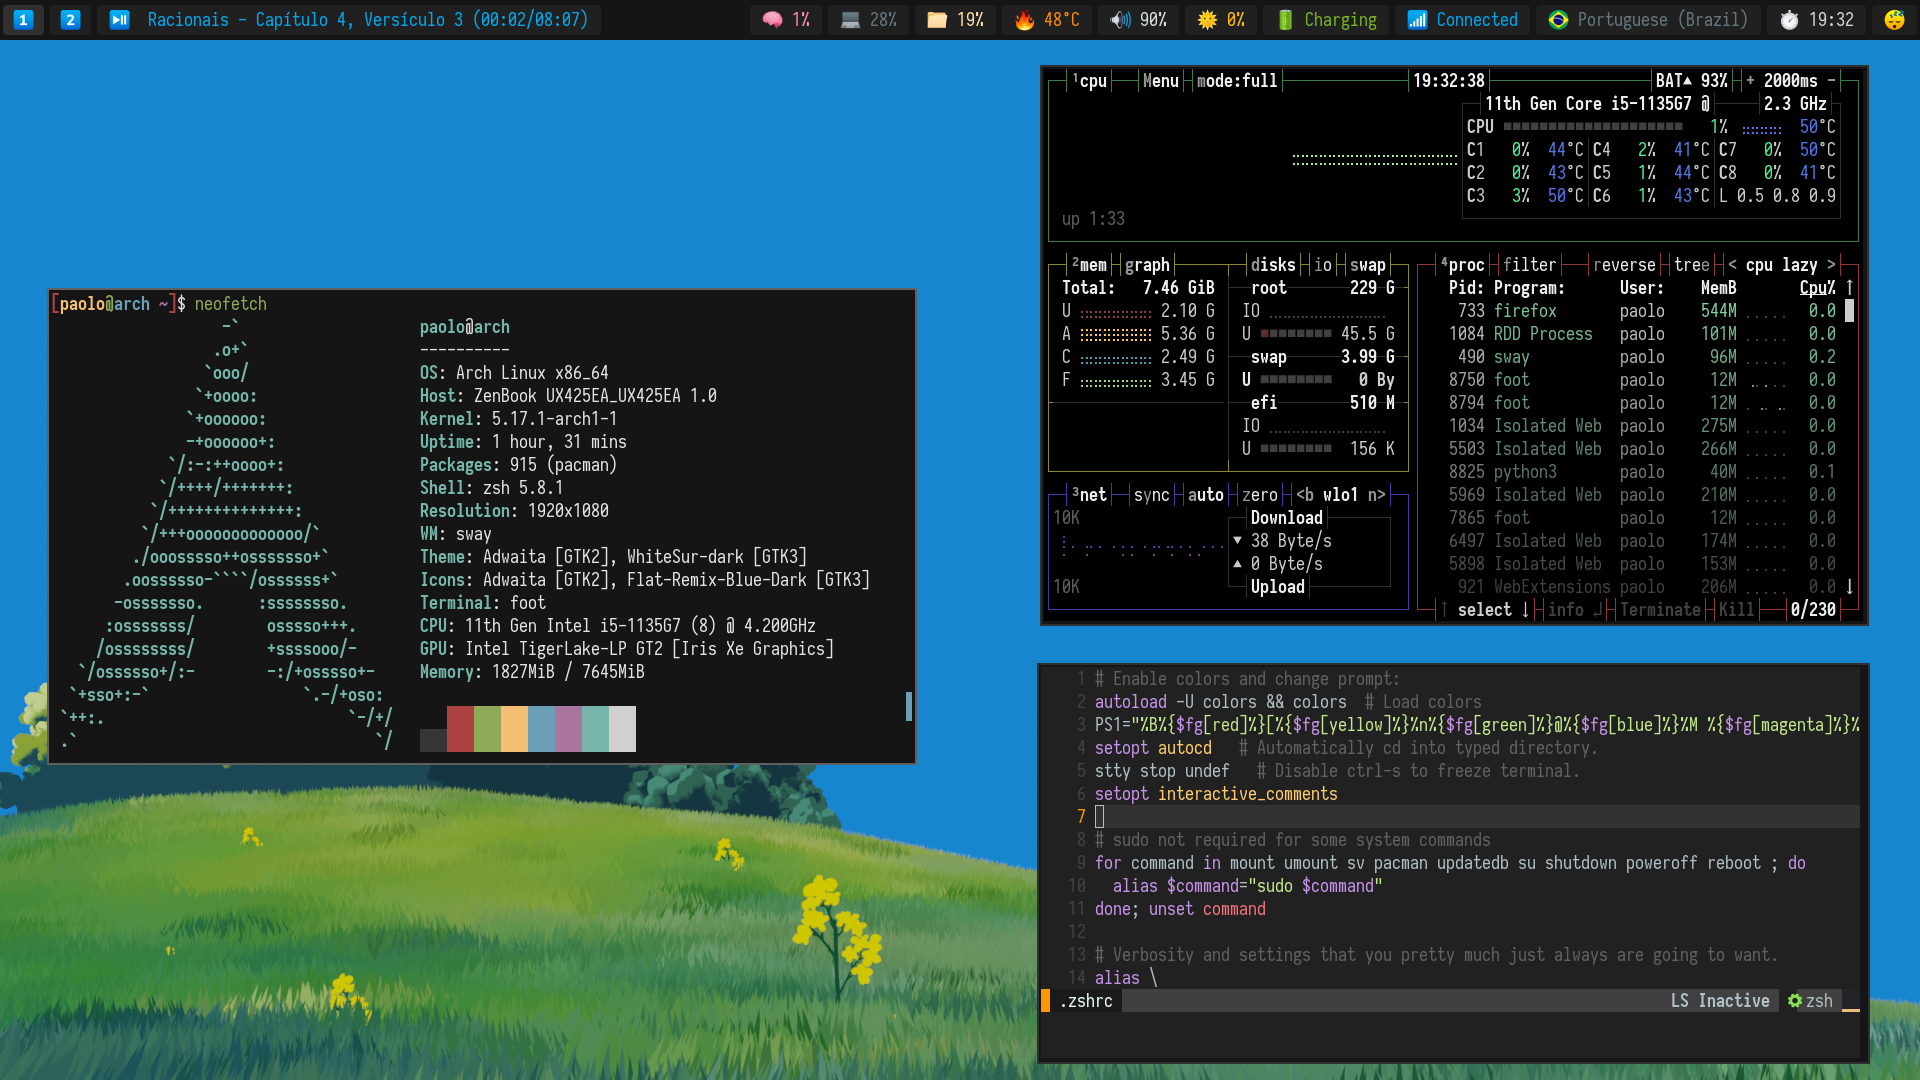 1 2 Racionais - Capítulo 4, Versículo 3 (00:02/08:07) 1% 28% 19% 48°C 90% 0% Charging Connected Portuguese (Brazil) 19:32
[paolo@arch ~]$ neofetch
-`
.o+`
`ooo/
`+oooo:
`+oooooo:
-+oooooo+:
`/:-:++oooo+:
`/++++/+++++++:
`/++++++++++++++:
`/+++ooooooooooooo/`
./ooosssso++osssssso+`
.oossssso-````/ossssss+`
-osssssso. :ssssssso.
:osssssss/ osssso+++.
/ossssssss/ +ssssooo/-
`/ossssso+/:- -:/+osssso+-
`+sso+:-` `.-/+oso:
`++:. `-/+/
.` `/
paolo@arch
----------
OS: Arch Linux x86_64
Host: ZenBook UX425EA_UX425EA 1.0
Kernel: 5.17.1-arch1-1
Uptime: 1 hour, 31 mins
Packages: 915 (pacman)
Shell: zsh 5.8.1
Resolution: 1920x1080
WM: sway
Theme: Adwaita [GTK2], WhiteSur-dark [GTK3]
Icons: Adwaita [GTK2], Flat-Remix-Blue-Dark [GTK3]
Terminal: foot
CPU: 11th Gen Intel i5-1135G7 (8) @ 4.200GHz
GPU: Intel TigerLake-LP GT2 [Iris Xe Graphics]
Memory: 1827MiB / 7645MiB
¹cpu Menu mode:full 19:32:38 BAT▲ 93% + 2000ms -
11th Gen Core i5-1135G7 @ 2.3 GHz
CPU 1% 50°C
C1 0% 44°C C4 2% 41°C C7 0% 50°C
C2 0% 43°C C5 1% 44°C C8 0% 41°C
C3 3% 50°C C6 1% 43°C L 0.5 0.8 0.9
up 1:33
²mem graph disks io swap
Total: 7.46 GiB
U 2.10 G
A 5.36 G
C 2.49 G
F 3.45 G
root 229 G
IO
U 45.5 G
swap 3.99 G
U 0 By
efi 510 M
IO
U 156 K
³net sync auto zero <b wlo1 n>
10K
Download
▼ 38 Byte/s
▲ 0 Byte/s
10K
Upload
⁴proc filter reverse tree < cpu lazy >
Pid: Program: User: MemB Cpu% ↑
733 firefox paolo 544M 0.0
1084 RDD Process paolo 101M 0.0
490 sway paolo 96M 0.2
8750 foot paolo 12M 0.0
8794 foot paolo 12M 0.0
1034 Isolated Web paolo 275M 0.0
5503 Isolated Web paolo 266M 0.0
8825 python3 paolo 40M 0.1
5969 Isolated Web paolo 210M 0.0
7865 foot paolo 12M 0.0
6497 Isolated Web paolo 174M 0.0
5898 Isolated Web paolo 153M 0.0
921 WebExtensions paolo 206M 0.0 ↓
↑ select ↓ info ↲ Terminate Kill 0/230
1 # Enable colors and change prompt:
2 autoload -U colors && colors # Load colors
3 PS1="%B%{$fg[red]%}[%{$fg[yellow]%}%n%{$fg[green]%}@%{$fg[blue]%}%M %{$fg[magenta]%}%
4 setopt autocd # Automatically cd into typed directory.
5 stty stop undef # Disable ctrl-s to freeze terminal.
6 setopt interactive_comments
7
8 # sudo not required for some system commands
9 for command in mount umount sv pacman updatedb su shutdown poweroff reboot ; do
10 alias $command="sudo $command"
11 done; unset command
12
13 # Verbosity and settings that you pretty much just always are going to want.
14 alias \
.zshrc LS Inactive zsh